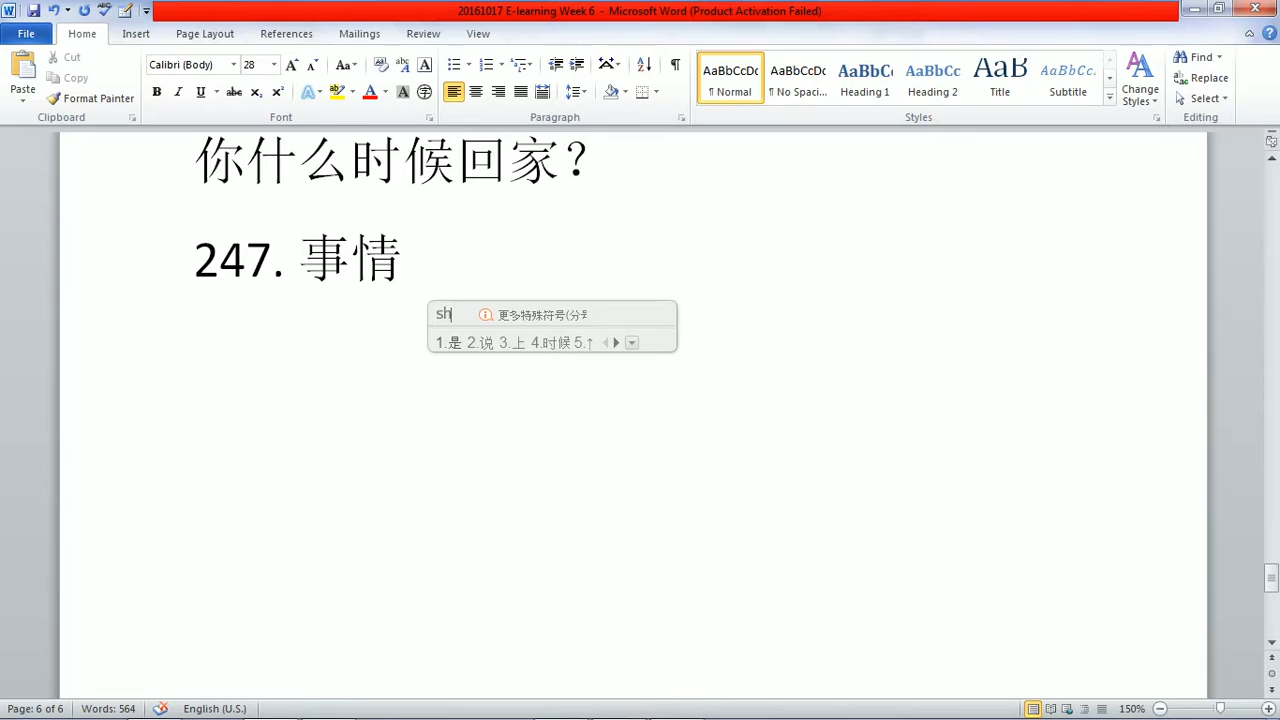 20161017 E-learning Week 6 - Microsoft Word (Product Activation Failed)
File Home Insert Page Layout References Mailings Review View
Paste Cut Copy Format Painter
Calibri (Body) 28
AaBbCcDc AaBbCcDc AaBbCc AaBbCc AaB AaBbCcL
¶ Normal ¶ No Spaci... Heading 1 Heading 2 Title Subtitle
Change Styles
Find Replace Select
Clipboard Font Paragraph Styles Editing
你什么时候回家?
247. 事情
sh 更多特殊符号(分号
1.是 2.说 3.上 4.时候 5.↑
Page: 6 of 6 Words: 564 English (U.S.) 150%